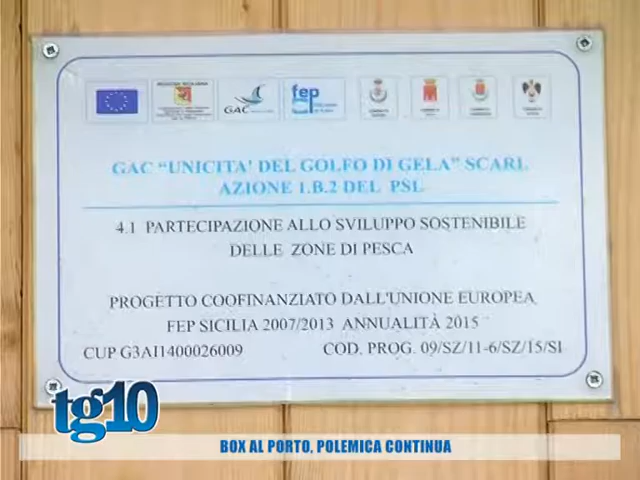 GAC
fep
GAC “UNICITA' DEL GOLFO DI GELA” SCARL
AZIONE 1.B.2 DEL PSL
4.1 PARTECIPAZIONE ALLO SVILUPPO SOSTENIBILE
DELLE ZONE DI PESCA
PROGETTO COOFINANZIATO DALL'UNIONE EUROPEA
FEP SICILIA 2007/2013 ANNUALITÀ 2015
CUP G3AI1400026009 COD. PROG. 09/SZ/11-6/SZ/15/SI
tg10
BOX AL PORTO, POLEMICA CONTINUA